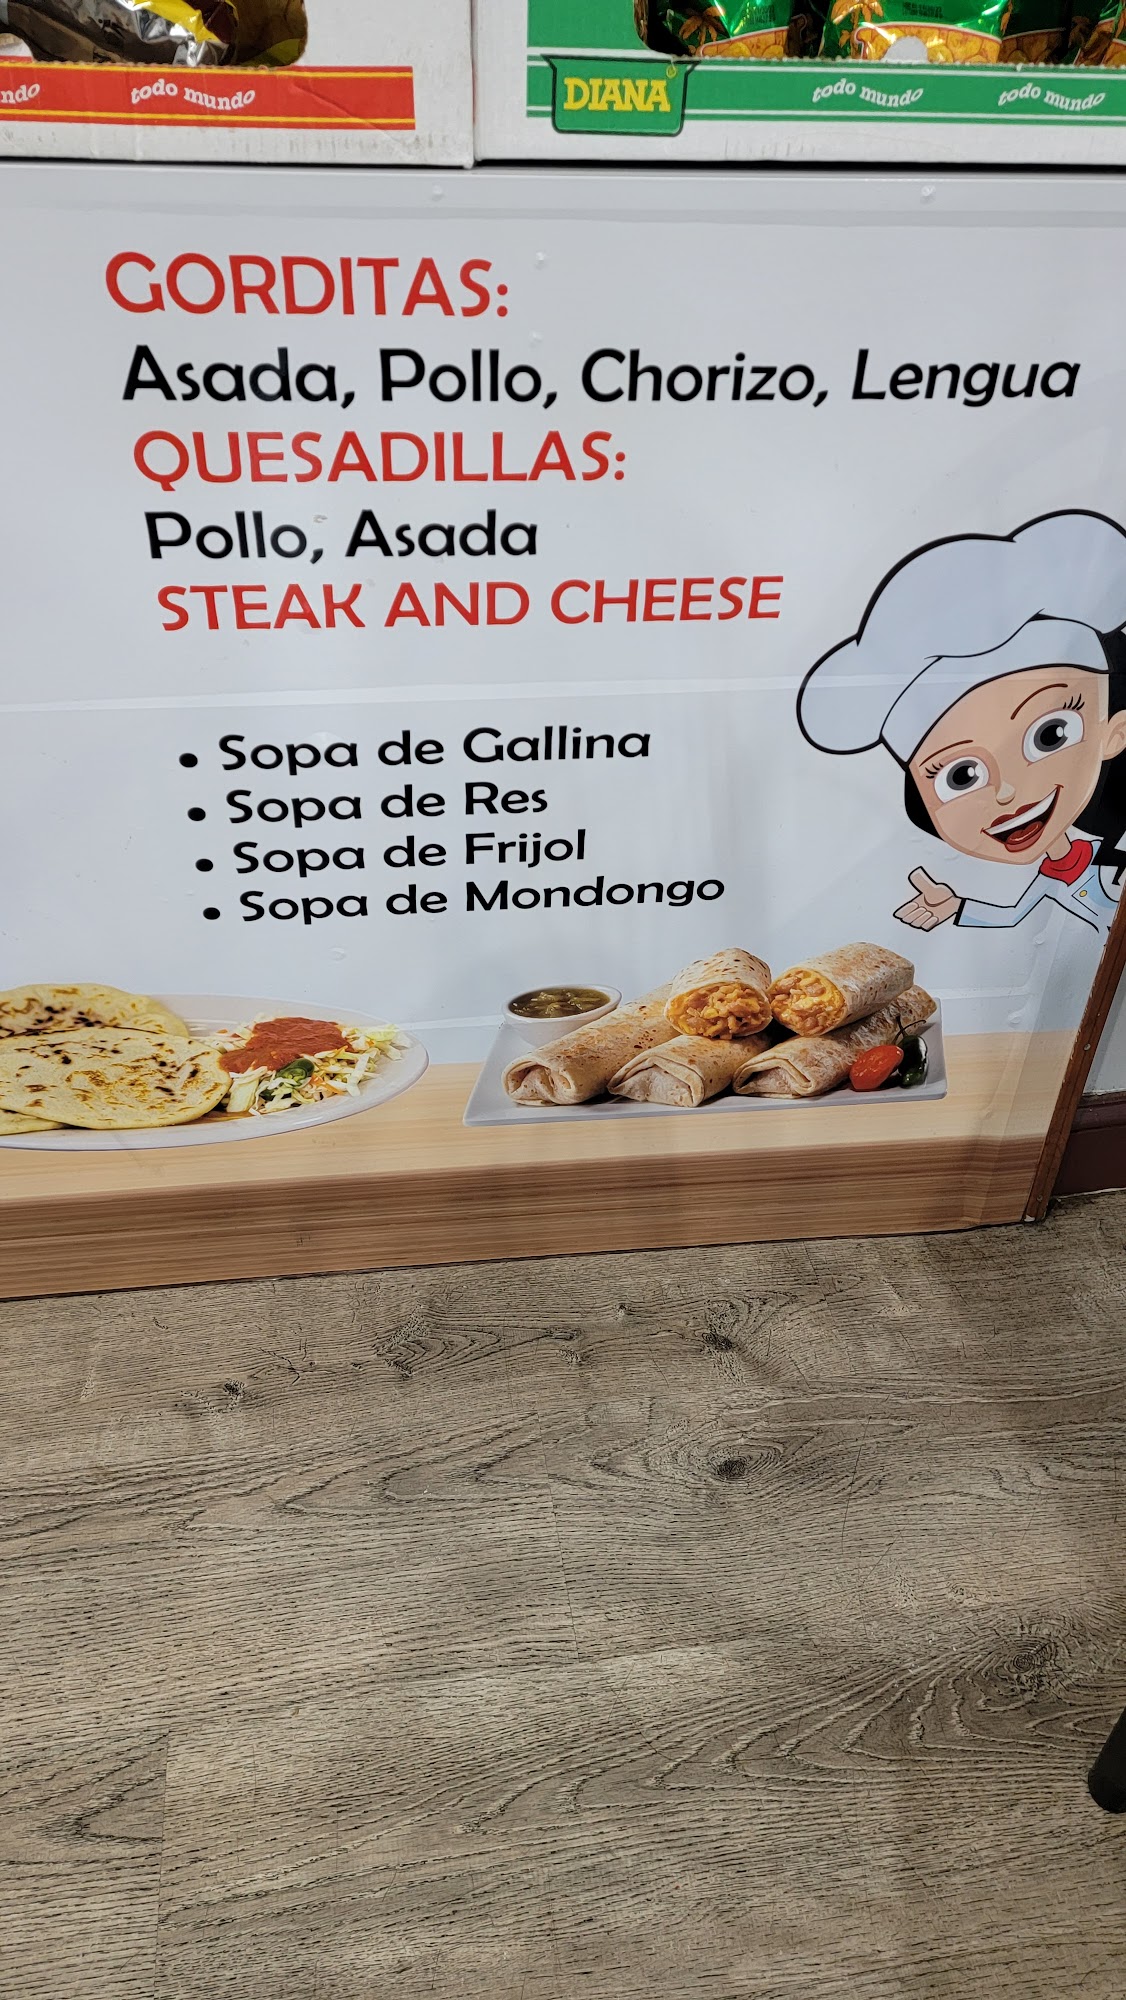 ndo
todo mundo
DIANA
todo mundo
todo mundo
GORDITAS:
Asada, Pollo, Chorizo, Lengua
QUESADILLAS:
Pollo, Asada
STEAK AND CHEESE
• Sopa de Gallina
• Sopa de Res
• Sopa de Frijol
• Sopa de Mondongo